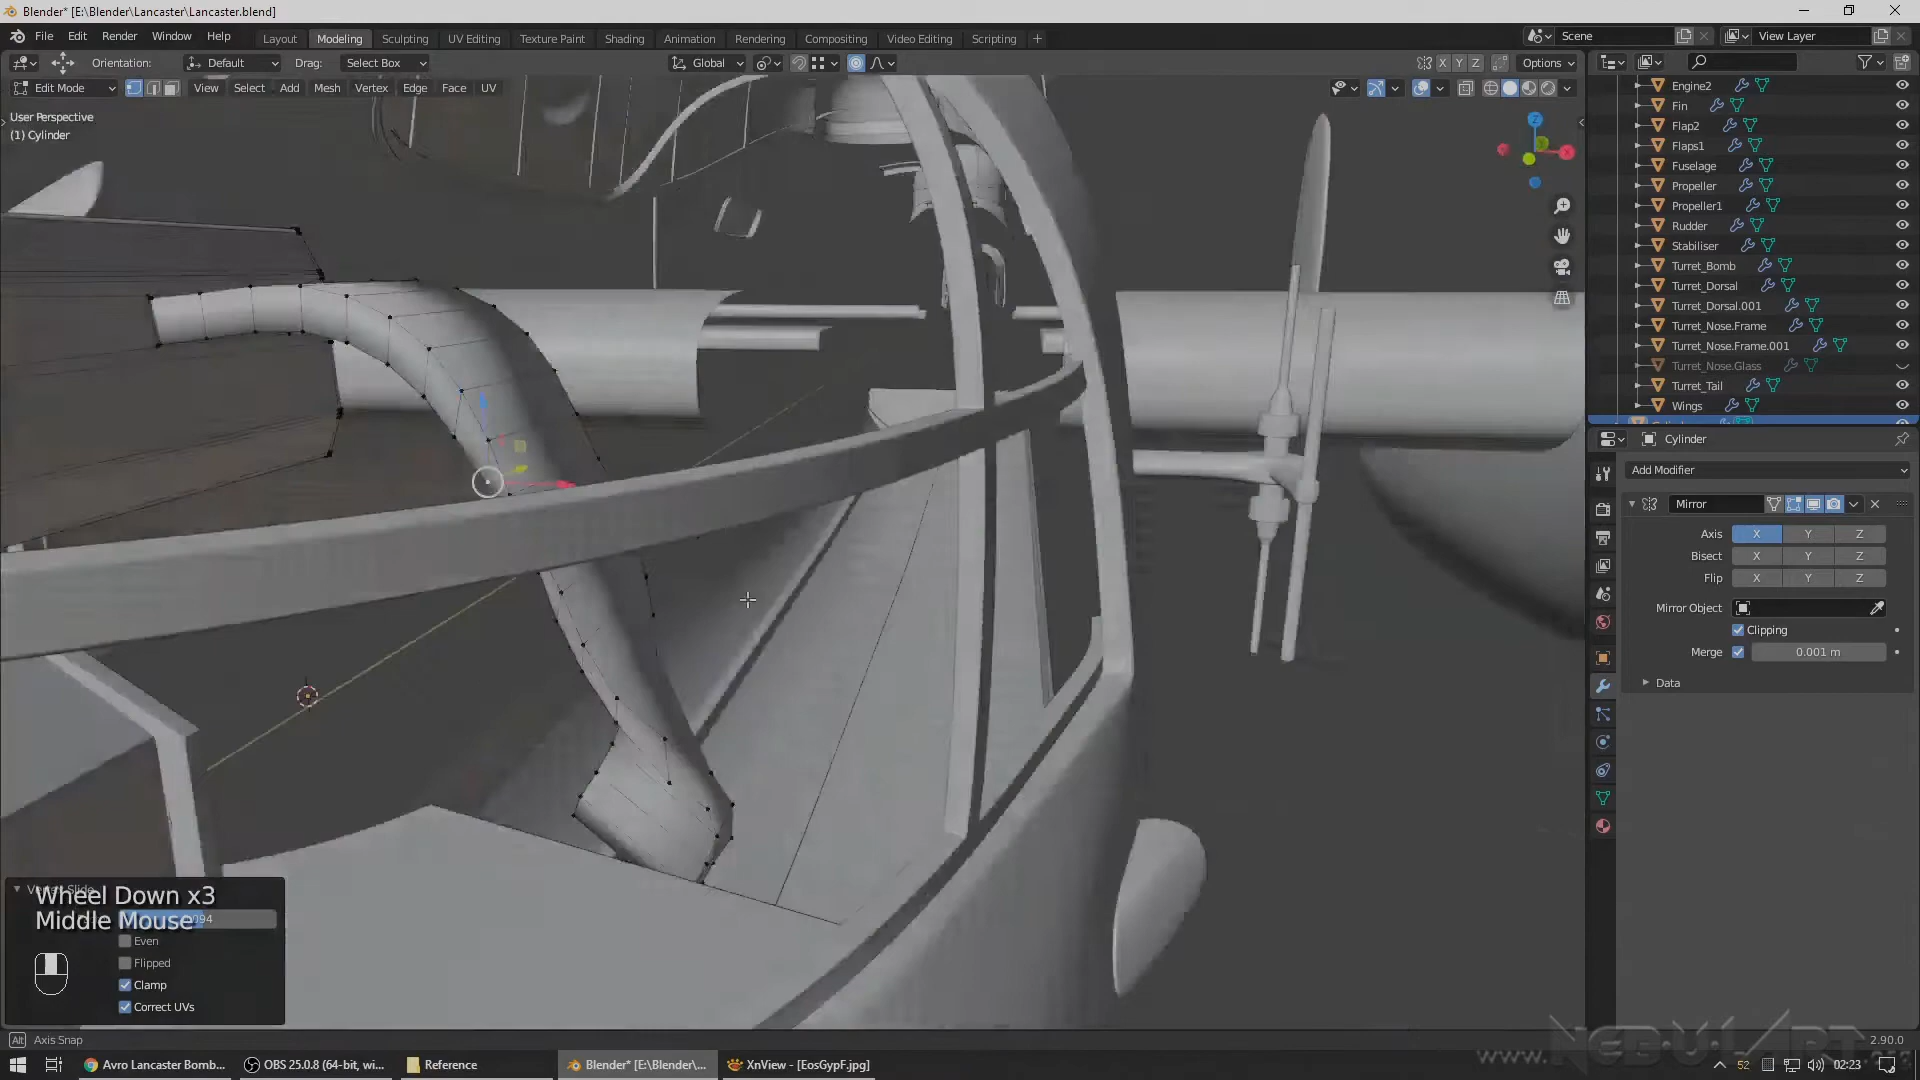 Blender* [E:\Blender\Lancaster\Lancaster.blend]
File Edit Render Window Help
Layout Modeling Sculpting UV Editing Texture Paint Shading Animation Rendering Compositing Video Editing Scripting +
Scene
View Layer
Orientation: Default Drag: Select Box
Global
X Y Z Options
Edit Mode View Select Add Mesh Vertex Edge Face UV
User Perspective
(1) Cylinder
Z
Engine2
Fin
Flap2
Flaps1
Fuselage
Propeller
Propeller1
Rudder
Stabiliser
Turret_Bomb
Turret_Dorsal
Turret_Dorsal.001
Turret_Nose.Frame
Turret_Nose.Frame.001
Turret_Nose.Glass
Turret_Tail
Wings
Cylinder
Add Modifier
Mirror
Axis X Y Z
Bisect X Y Z
Flip X Y Z
Mirror Object
Clipping
Merge 0.001 m
Data
Wheel Down x3
Middle Mouse
Even
Flipped
Clamp
Correct UVs
Alt Axis Snap
2.90.0
Avro Lancaster Bomb...
OBS 25.0.8 (64-bit, wi...
Reference
Blender* [E:\Blender\...
XnView - [EosGypF.jpg]
52
02:23